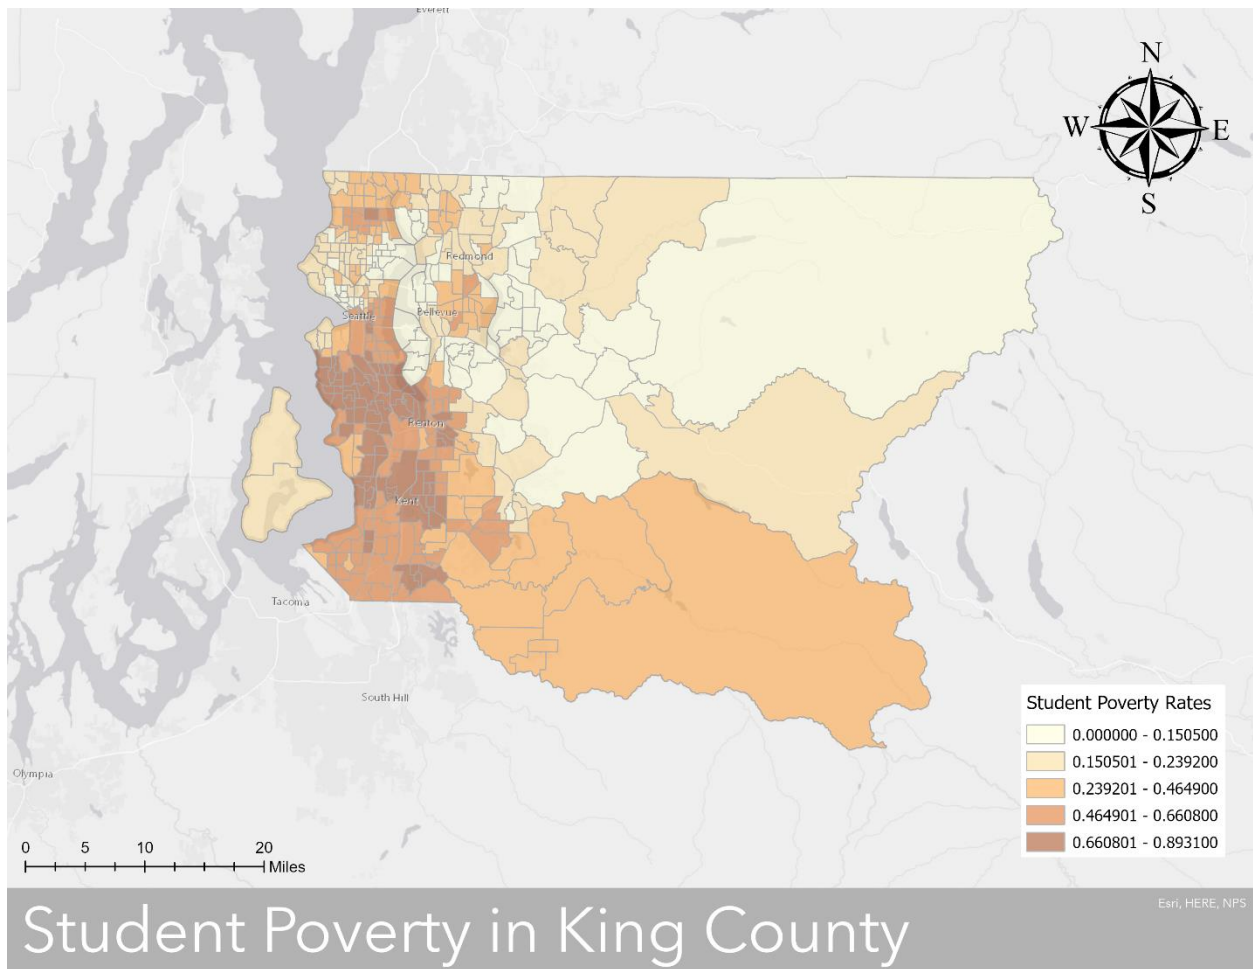 Everett
N
W E
S
Redmond
Seattle
Bellevue
Renton
Kent
Tacoma
South Hill
Olympia
Student Poverty Rates
0.000000 - 0.150500
0.150501 - 0.239200
0.239201 - 0.464900
0.464901 - 0.660800
0.660801 - 0.893100
0 5 10 20
Miles
Esri, HERE, NPS
Student Poverty in King County